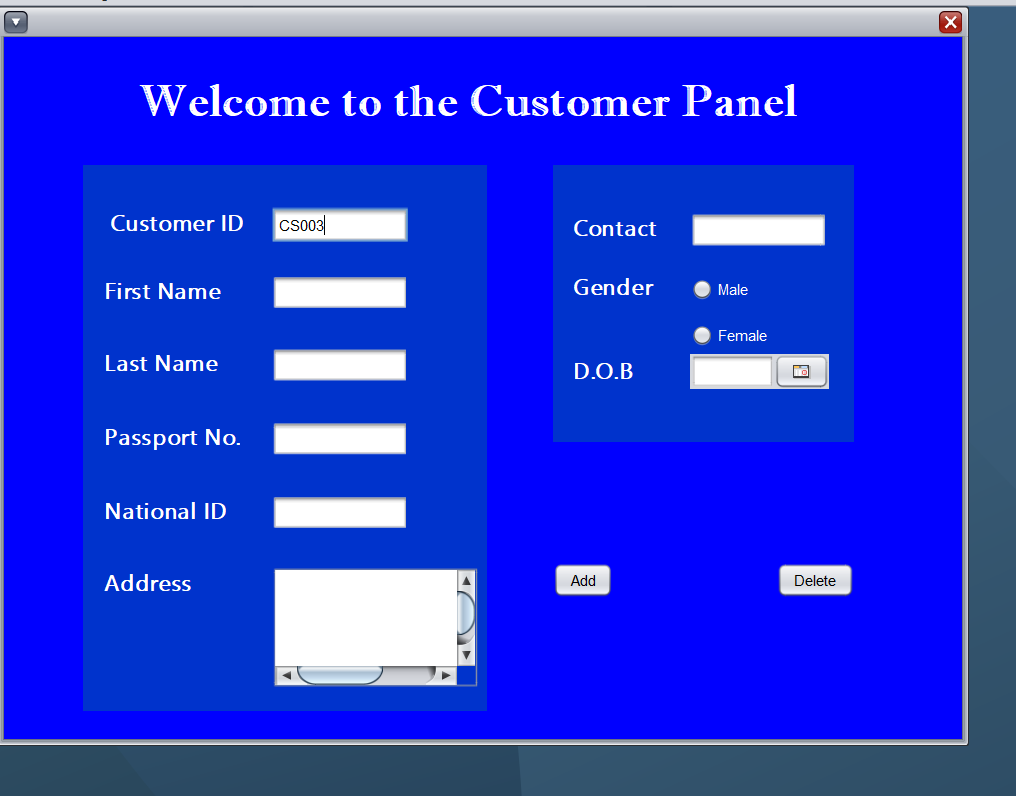 Welcome to the Customer Panel
Customer ID CS003
First Name
Last Name
Passport No.
National ID
Address
Contact
Gender Male
Female
D.O.B
Add
Delete